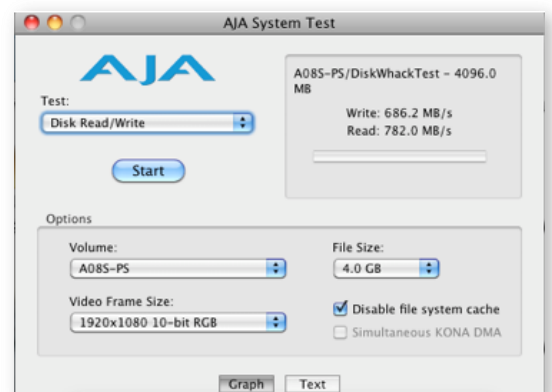 AJA System Test
AJA
Test:
Disk Read/Write
Start
A08S-PS/DiskWhackTest - 4096.0
MB
Write: 686.2 MB/s
Read: 782.0 MB/s
Options
Volume:
A08S-PS
File Size:
4.0 GB
Video Frame Size:
1920x1080 10-bit RGB
Disable file system cache
Simultaneous KONA DMA
Graph
Text